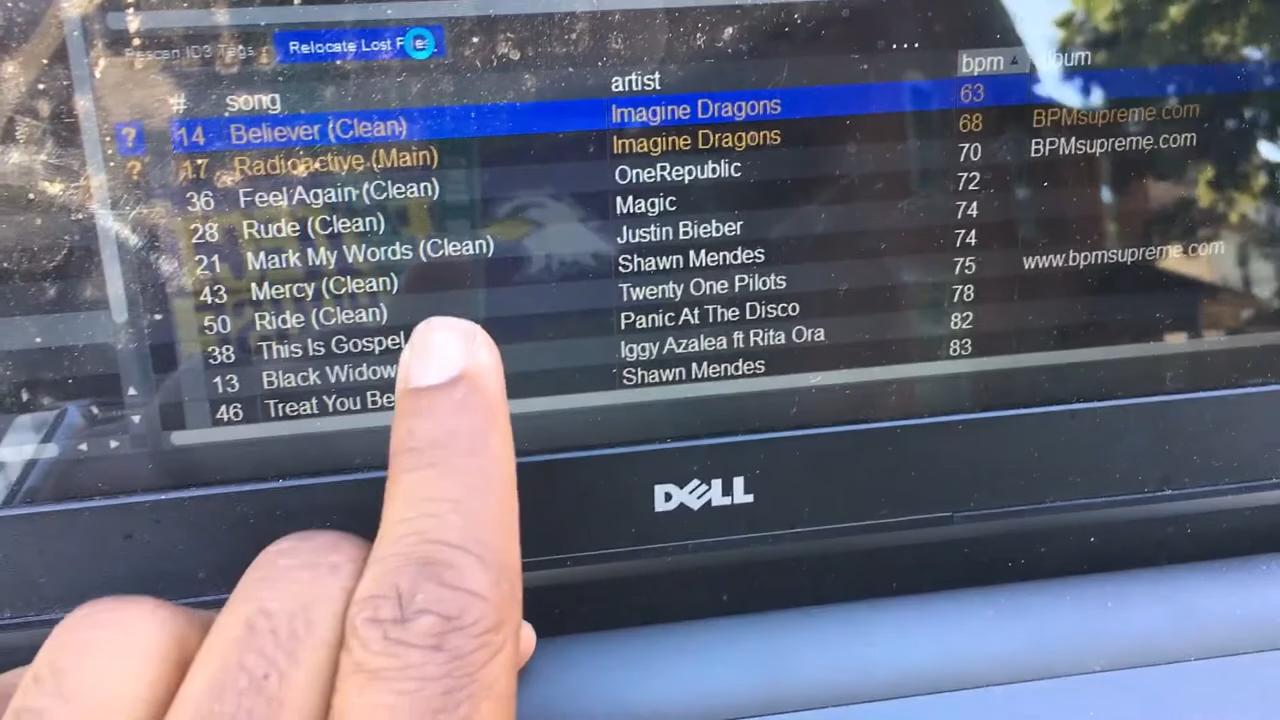 Rescan ID3 Tags Relocate Lost
# song artist bpm
? 14 Believer (Clean) Imagine Dragons 63
? 17 Radioactive (Main) Imagine Dragons 68 BPMsupreme.com
36 Feel Again (Clean) OneRepublic 70 BPMsupreme.com
28 Rude (Clean) Magic 72
21 Mark My Words (Clean) Justin Bieber 74
43 Mercy (Clean) Shawn Mendes 74
50 Ride (Clean) Twenty One Pilots 75 www.bpmsupreme.com
38 This Is Gospel Panic At The Disco 78
13 Black Widow Iggy Azalea ft Rita Ora 82
46 Treat You Shawn Mendes 83
DELL